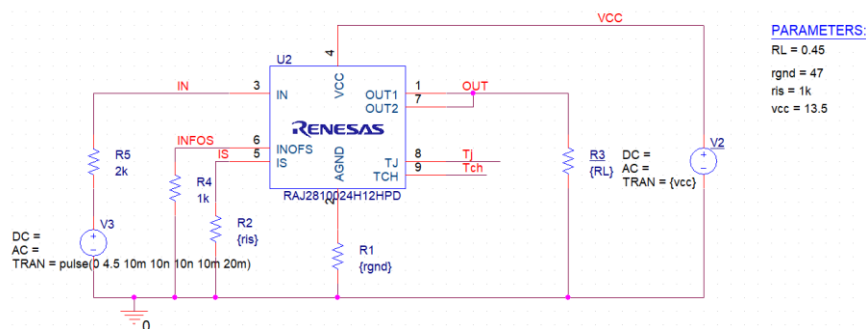 VCC
PARAMETERS:
RL = 0.45
rgnd = 47
ris = 1k
vcc = 13.5
U2
4
IN
3
IN
VCC
OUT1
1
OUT
OUT2
7
RENESAS
INFOS
6
INOFS
IS
5
IS
AGND
TJ
8
Tj
TCH
9
Tch
RAJ2810024H12HPD
2
R5
2k
R4
1k
R2
{ris}
R1
{rgnd}
R3
{RL}
DC =
AC =
TRAN = {vcc}
V2
V3
DC =
AC =
TRAN = pulse(0 4.5 10m 10n 10n 10m 20m)
0